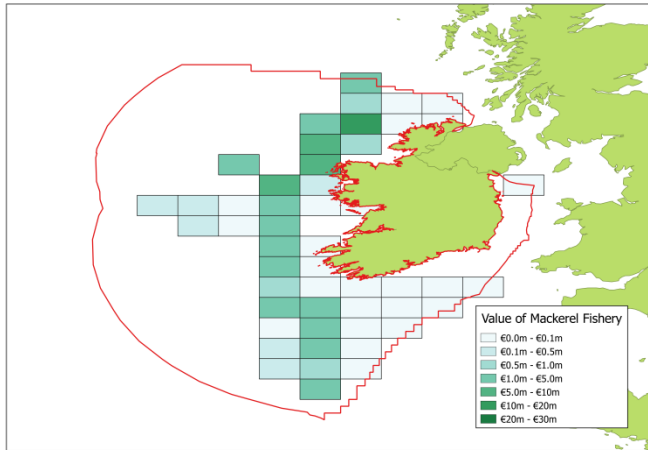 Value of Mackerel Fishery
€0.0m - €0.1m
€0.1m - €0.5m
€0.5m - €1.0m
€1.0m - €5.0m
€5.0m - €10m
€10m - €20m
€20m - €30m